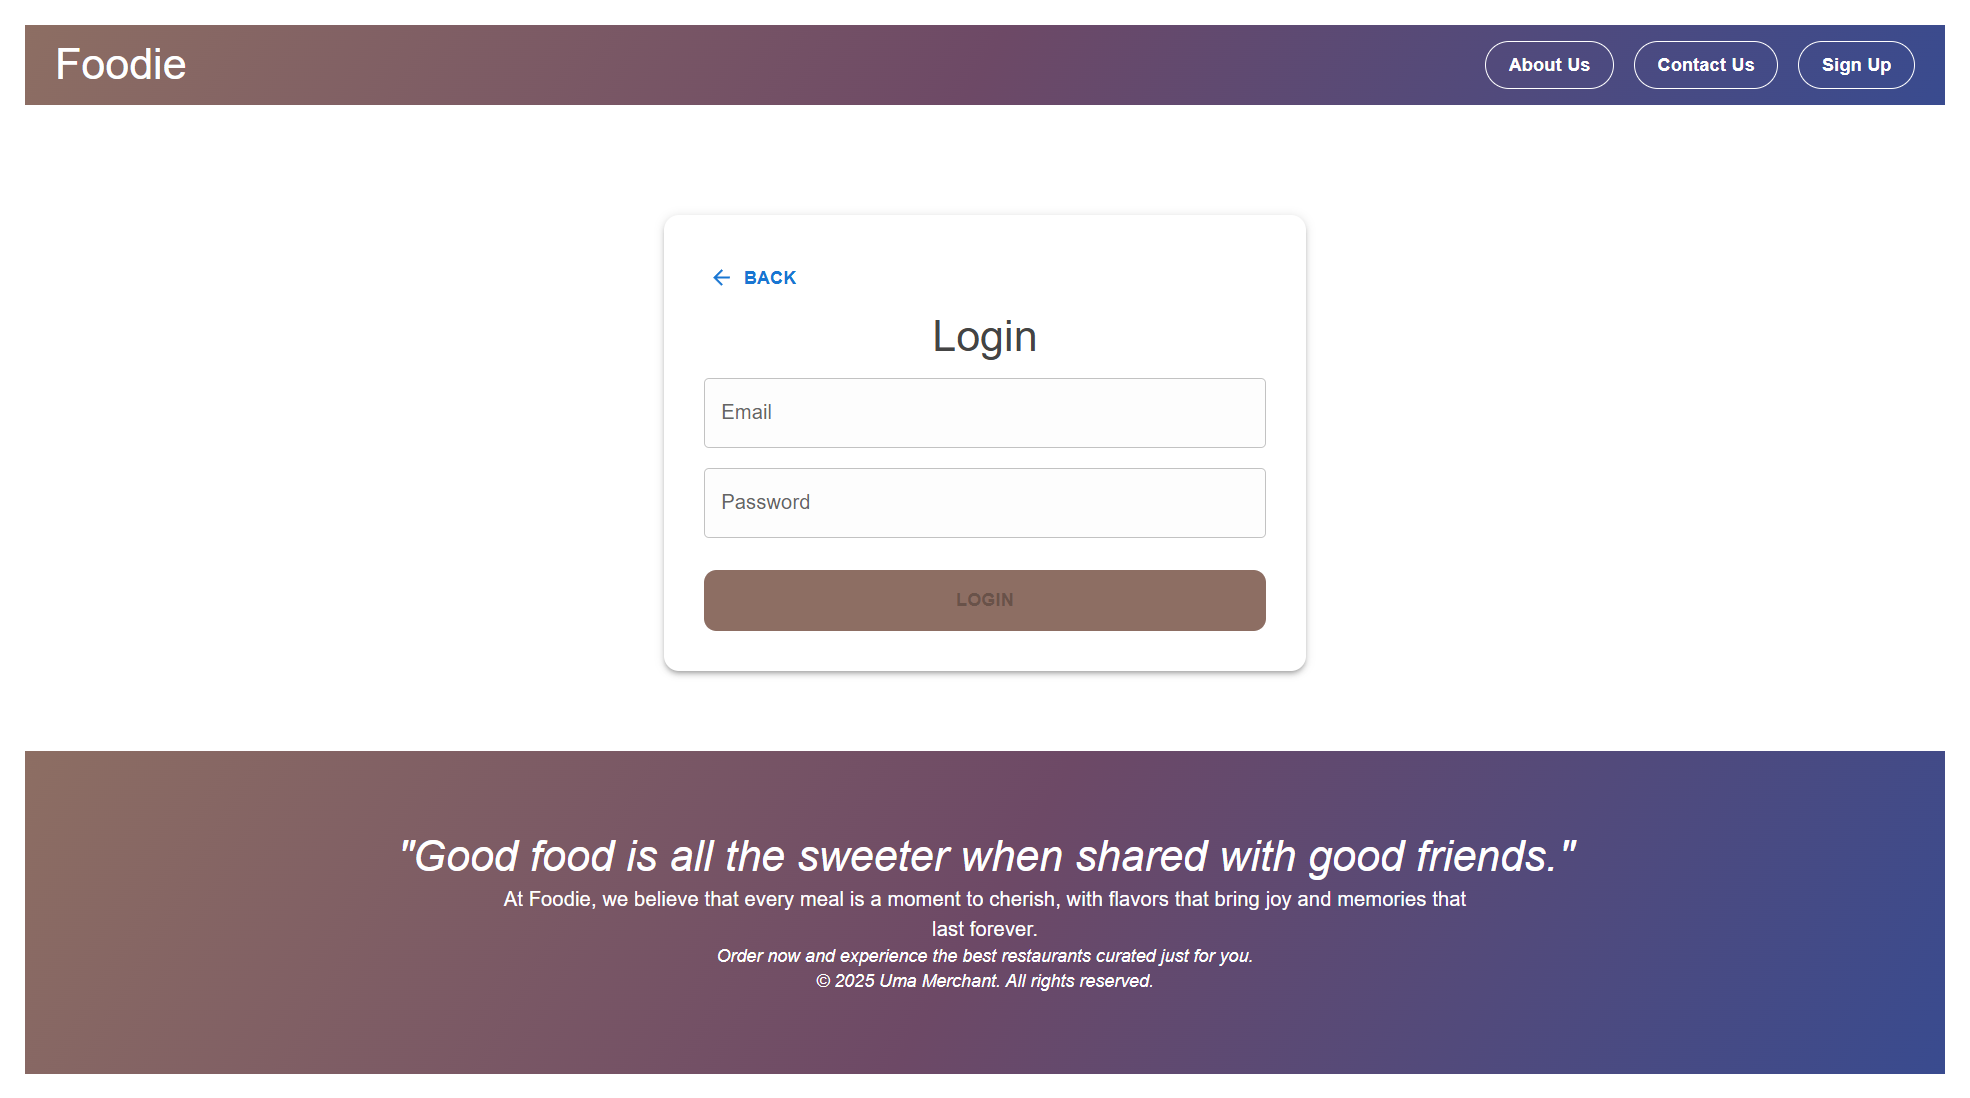 Foodie
About Us
Contact Us
Sign Up
BACK
Login
Email
Password
LOGIN
"Good food is all the sweeter when shared with good friends."
At Foodie, we believe that every meal is a moment to cherish, with flavors that bring joy and memories that
last forever.
Order now and experience the best restaurants curated just for you.
© 2025 Uma Merchant. All rights reserved.